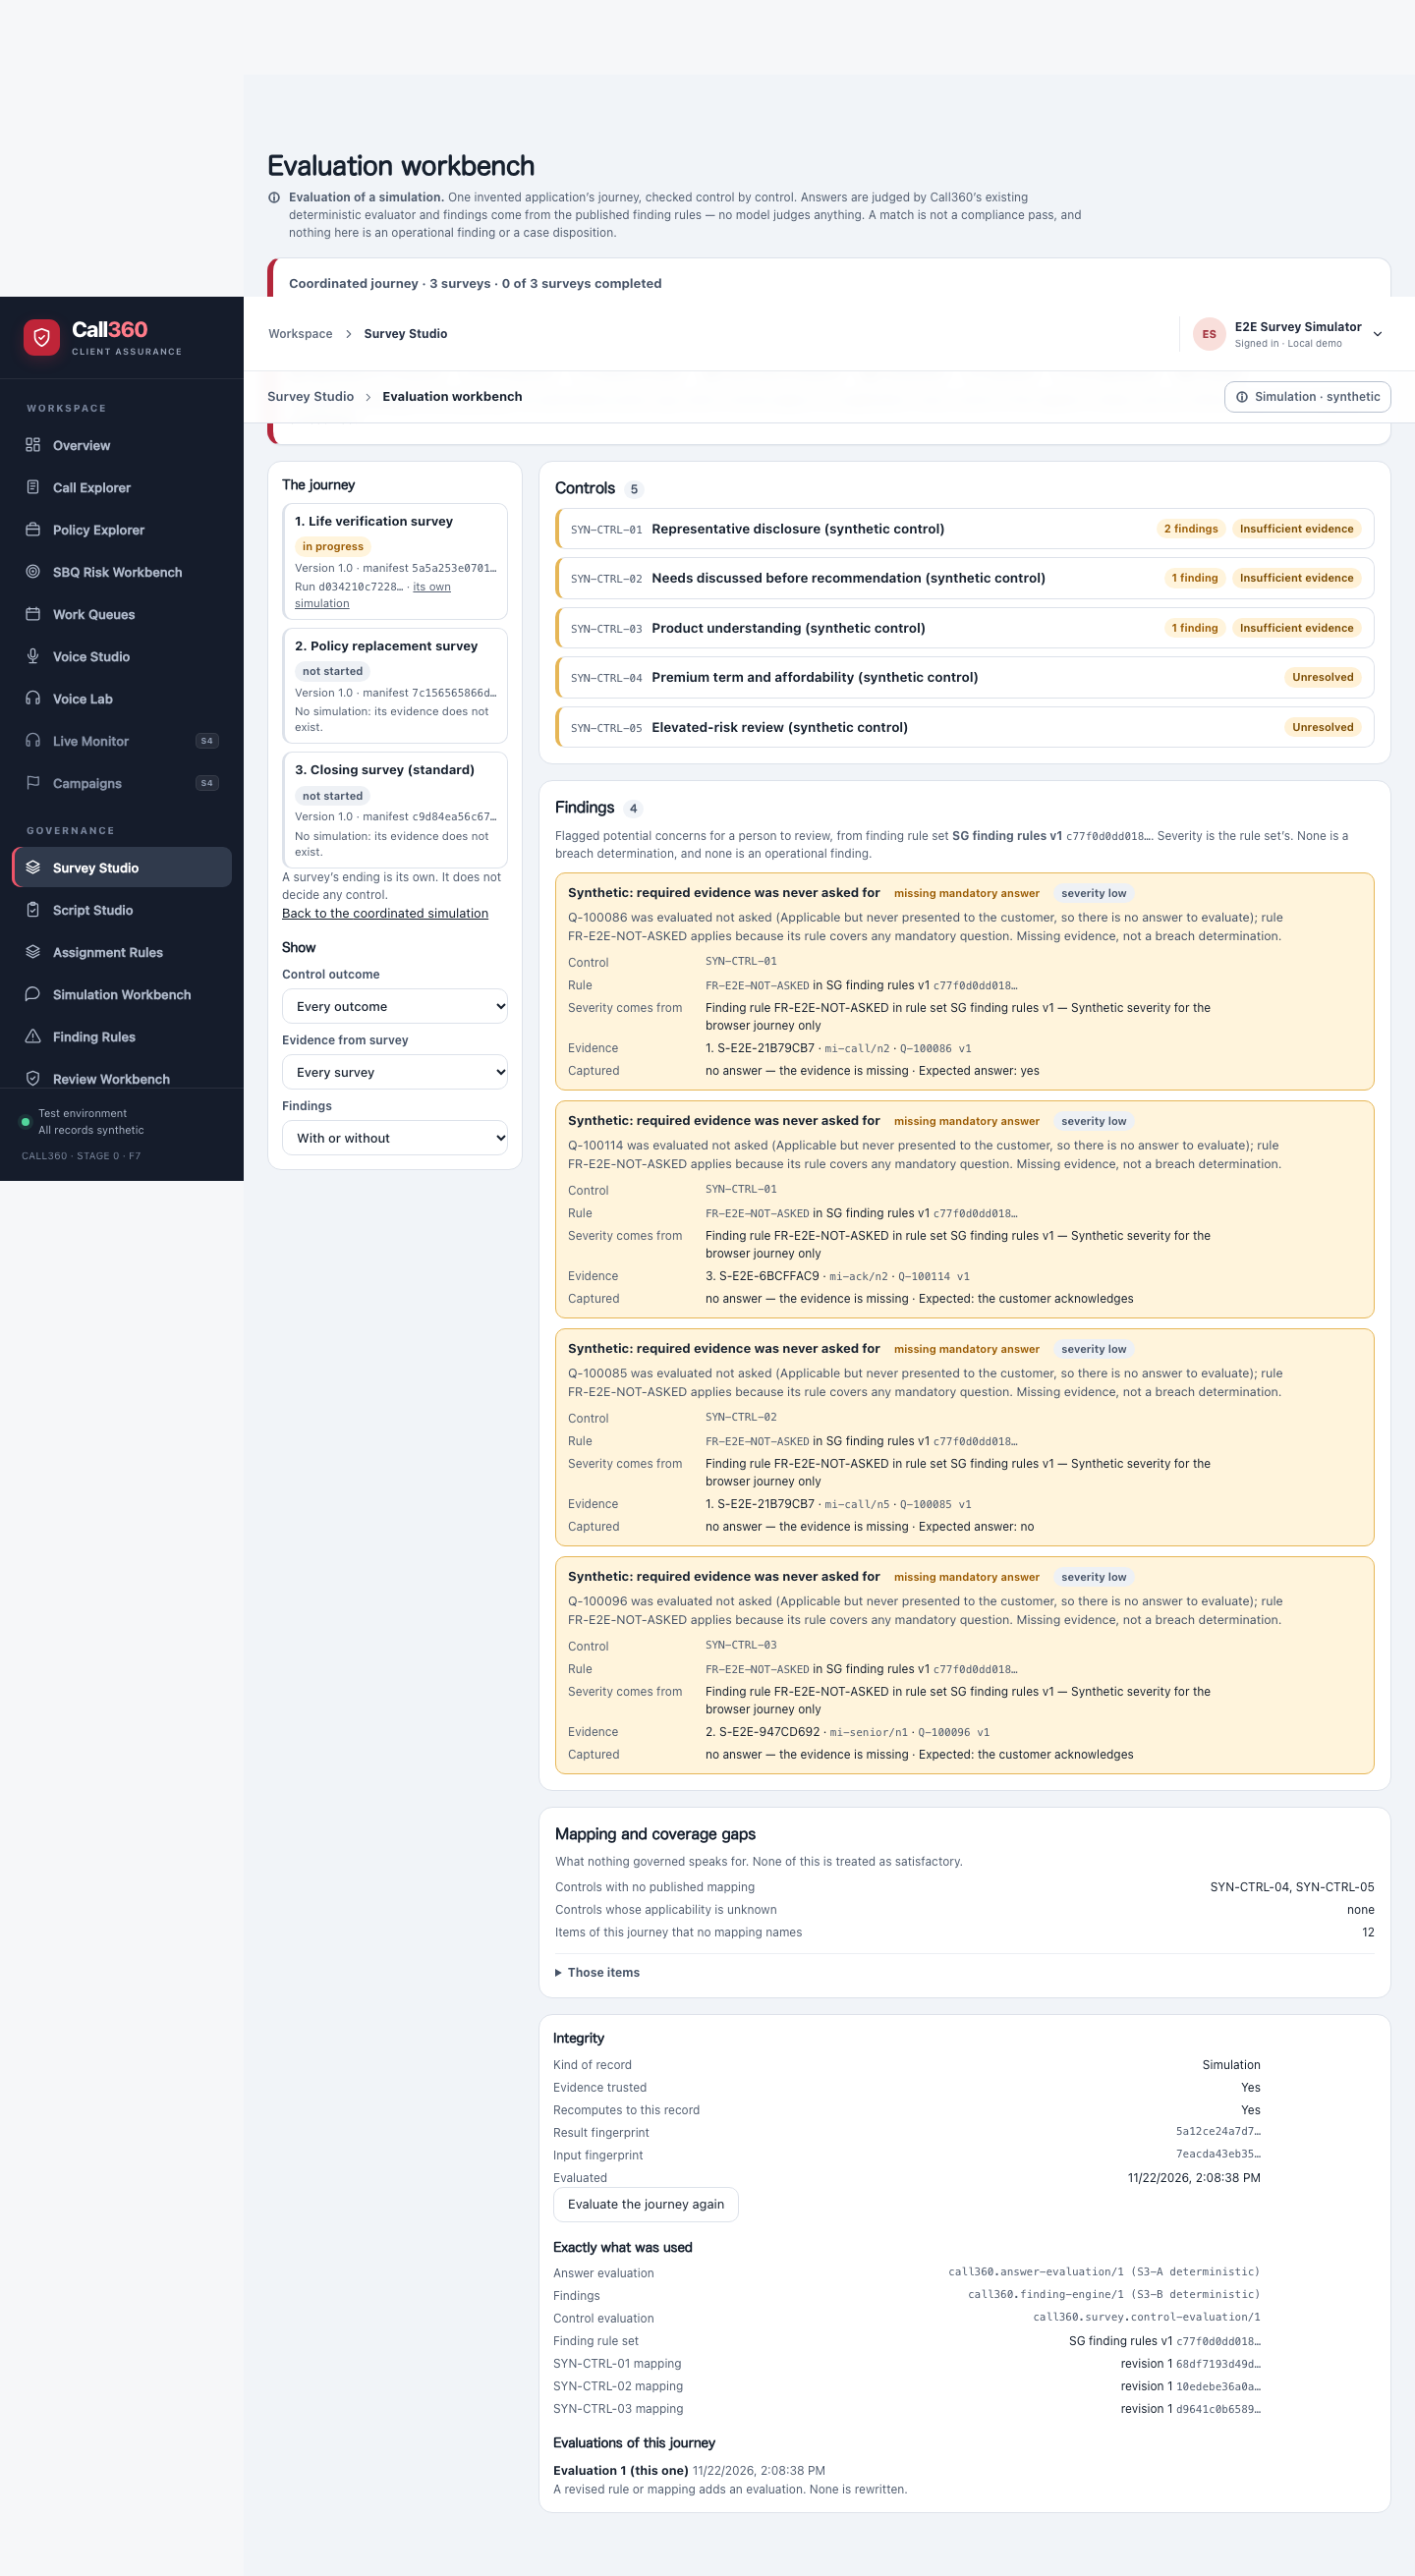 Evaluation workbench
Evaluation of a simulation. One invented application's journey, checked control by control. Answers are judged by Call360's existing
deterministic evaluator and findings come from the published finding rules — no model judges anything. A match is not a compliance pass, and
nothing here is an operational finding or a case disposition.
Coordinated journey · 3 surveys · 0 of 3 surveys completed
Call360
CLIENT ASSURANCE
Workspace > Survey Studio
ES
E2E Survey Simulator
Signed in · Local demo
Survey Studio > Evaluation workbench
Simulation · synthetic
WORKSPACE
Overview
Call Explorer
Policy Explorer
SBQ Risk Workbench
Work Queues
Voice Studio
Voice Lab
Live Monitor S4
Campaigns S4
GOVERNANCE
Survey Studio
Script Studio
Assignment Rules
Simulation Workbench
Finding Rules
Review Workbench
Test environment
All records synthetic
CALL360 · STAGE 0 · F7
The journey
1. Life verification survey
in progress
Version 1.0 · manifest 5a5a253e0701…
Run d034210c7228… · its own
simulation
2. Policy replacement survey
not started
Version 1.0 · manifest 7c156565866d…
No simulation: its evidence does not
exist.
3. Closing survey (standard)
not started
Version 1.0 · manifest c9d84ea56c67…
No simulation: its evidence does not
exist.
A survey's ending is its own. It does not
decide any control.
Back to the coordinated simulation
Show
Control outcome
Every outcome
Evidence from survey
Every survey
Findings
With or without
Controls 5
SYN-CTRL-01 Representative disclosure (synthetic control) 2 findings Insufficient evidence
SYN-CTRL-02 Needs discussed before recommendation (synthetic control) 1 finding Insufficient evidence
SYN-CTRL-03 Product understanding (synthetic control) 1 finding Insufficient evidence
SYN-CTRL-04 Premium term and affordability (synthetic control) Unresolved
SYN-CTRL-05 Elevated-risk review (synthetic control) Unresolved
Findings 4
Flagged potential concerns for a person to review, from finding rule set SG finding rules v1 c77f0d0dd018…. Severity is the rule set's. None is a
breach determination, and none is an operational finding.
Synthetic: required evidence was never asked for missing mandatory answer severity low
Q-100086 was evaluated not asked (Applicable but never presented to the customer, so there is no answer to evaluate); rule
FR-E2E-NOT-ASKED applies because its rule covers any mandatory question. Missing evidence, not a breach determination.
Control SYN-CTRL-01
Rule FR-E2E-NOT-ASKED in SG finding rules v1 c77f0d0dd018…
Severity comes from Finding rule FR-E2E-NOT-ASKED in rule set SG finding rules v1 — Synthetic severity for the
browser journey only
Evidence 1. S-E2E-21B79CB7 · mi-call/n2 · Q-100086 v1
Captured no answer — the evidence is missing · Expected answer: yes
Synthetic: required evidence was never asked for missing mandatory answer severity low
Q-100114 was evaluated not asked (Applicable but never presented to the customer, so there is no answer to evaluate); rule
FR-E2E-NOT-ASKED applies because its rule covers any mandatory question. Missing evidence, not a breach determination.
Control SYN-CTRL-01
Rule FR-E2E-NOT-ASKED in SG finding rules v1 c77f0d0dd018…
Severity comes from Finding rule FR-E2E-NOT-ASKED in rule set SG finding rules v1 — Synthetic severity for the
browser journey only
Evidence 3. S-E2E-6BCFFAC9 · mi-ack/n2 · Q-100114 v1
Captured no answer — the evidence is missing · Expected: the customer acknowledges
Synthetic: required evidence was never asked for missing mandatory answer severity low
Q-100085 was evaluated not asked (Applicable but never presented to the customer, so there is no answer to evaluate); rule
FR-E2E-NOT-ASKED applies because its rule covers any mandatory question. Missing evidence, not a breach determination.
Control SYN-CTRL-02
Rule FR-E2E-NOT-ASKED in SG finding rules v1 c77f0d0dd018…
Severity comes from Finding rule FR-E2E-NOT-ASKED in rule set SG finding rules v1 — Synthetic severity for the
browser journey only
Evidence 1. S-E2E-21B79CB7 · mi-call/n5 · Q-100085 v1
Captured no answer — the evidence is missing · Expected answer: no
Synthetic: required evidence was never asked for missing mandatory answer severity low
Q-100096 was evaluated not asked (Applicable but never presented to the customer, so there is no answer to evaluate); rule
FR-E2E-NOT-ASKED applies because its rule covers any mandatory question. Missing evidence, not a breach determination.
Control SYN-CTRL-03
Rule FR-E2E-NOT-ASKED in SG finding rules v1 c77f0d0dd018…
Severity comes from Finding rule FR-E2E-NOT-ASKED in rule set SG finding rules v1 — Synthetic severity for the
browser journey only
Evidence 2. S-E2E-947CD692 · mi-senior/n1 · Q-100096 v1
Captured no answer — the evidence is missing · Expected: the customer acknowledges
Mapping and coverage gaps
What nothing governed speaks for. None of this is treated as satisfactory.
Controls with no published mapping SYN-CTRL-04, SYN-CTRL-05
Controls whose applicability is unknown none
Items of this journey that no mapping names 12
Those items
Integrity
Kind of record Simulation
Evidence trusted Yes
Recomputes to this record Yes
Result fingerprint 5a12ce24a7d7…
Input fingerprint 7eacda43eb35…
Evaluated 11/22/2026, 2:08:38 PM
Evaluate the journey again
Exactly what was used
Answer evaluation call360.answer-evaluation/1 (S3-A deterministic)
Findings call360.finding-engine/1 (S3-B deterministic)
Control evaluation call360.survey.control-evaluation/1
Finding rule set SG finding rules v1 c77f0d0dd018…
SYN-CTRL-01 mapping revision 1 68df7193d49d…
SYN-CTRL-02 mapping revision 1 10edebe36a0a…
SYN-CTRL-03 mapping revision 1 d9641c0b6589…
Evaluations of this journey
Evaluation 1 (this one) 11/22/2026, 2:08:38 PM
A revised rule or mapping adds an evaluation. None is rewritten.